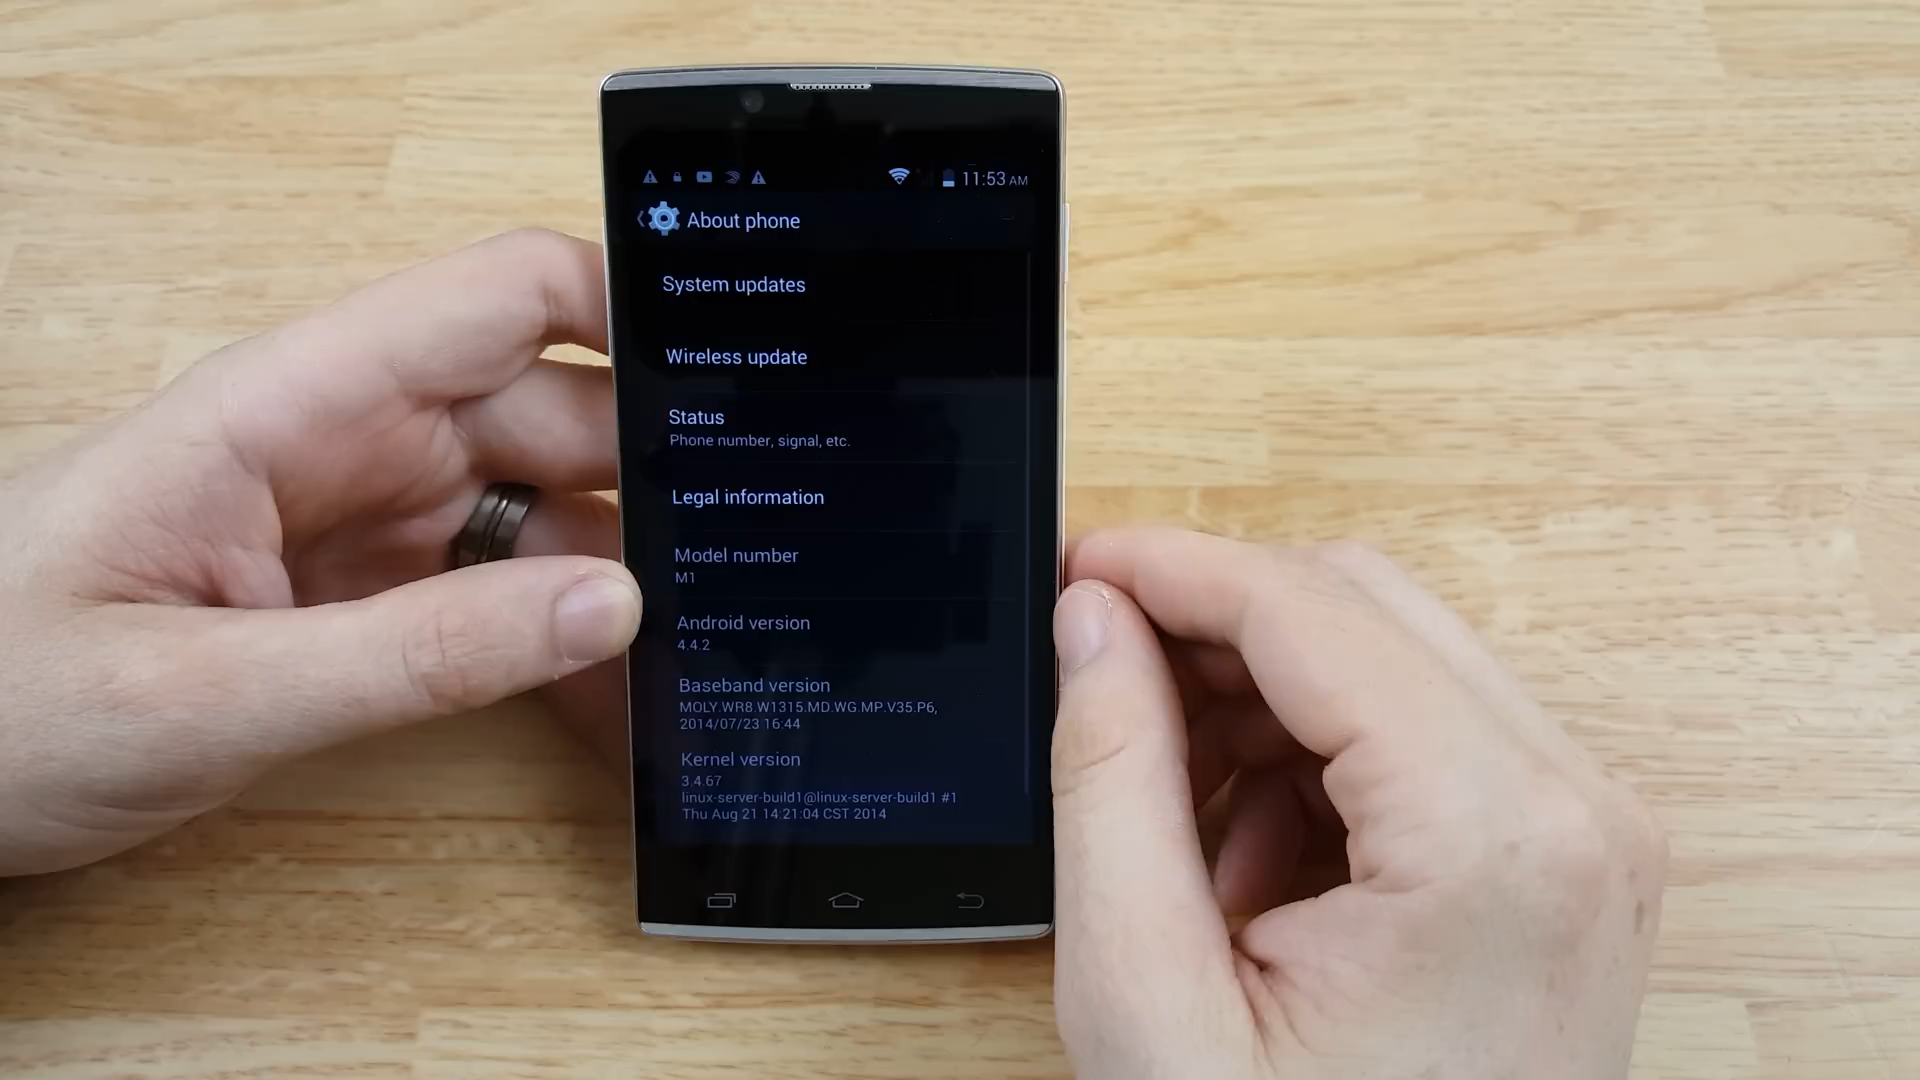 11:53 AM
About phone
System updates
Wireless update
Status
Phone number, signal, etc.
Legal information
Model number
M1
Android version
4.4.2
Baseband version
MOLY.WR8.W1315.MD.WG.MP.V35.P6,
2014/07/23 16:44
Kernel version
3.4.67
linux-server-build1@linux-server-build1 #1
Thu Aug 21 14:21:04 CST 2014